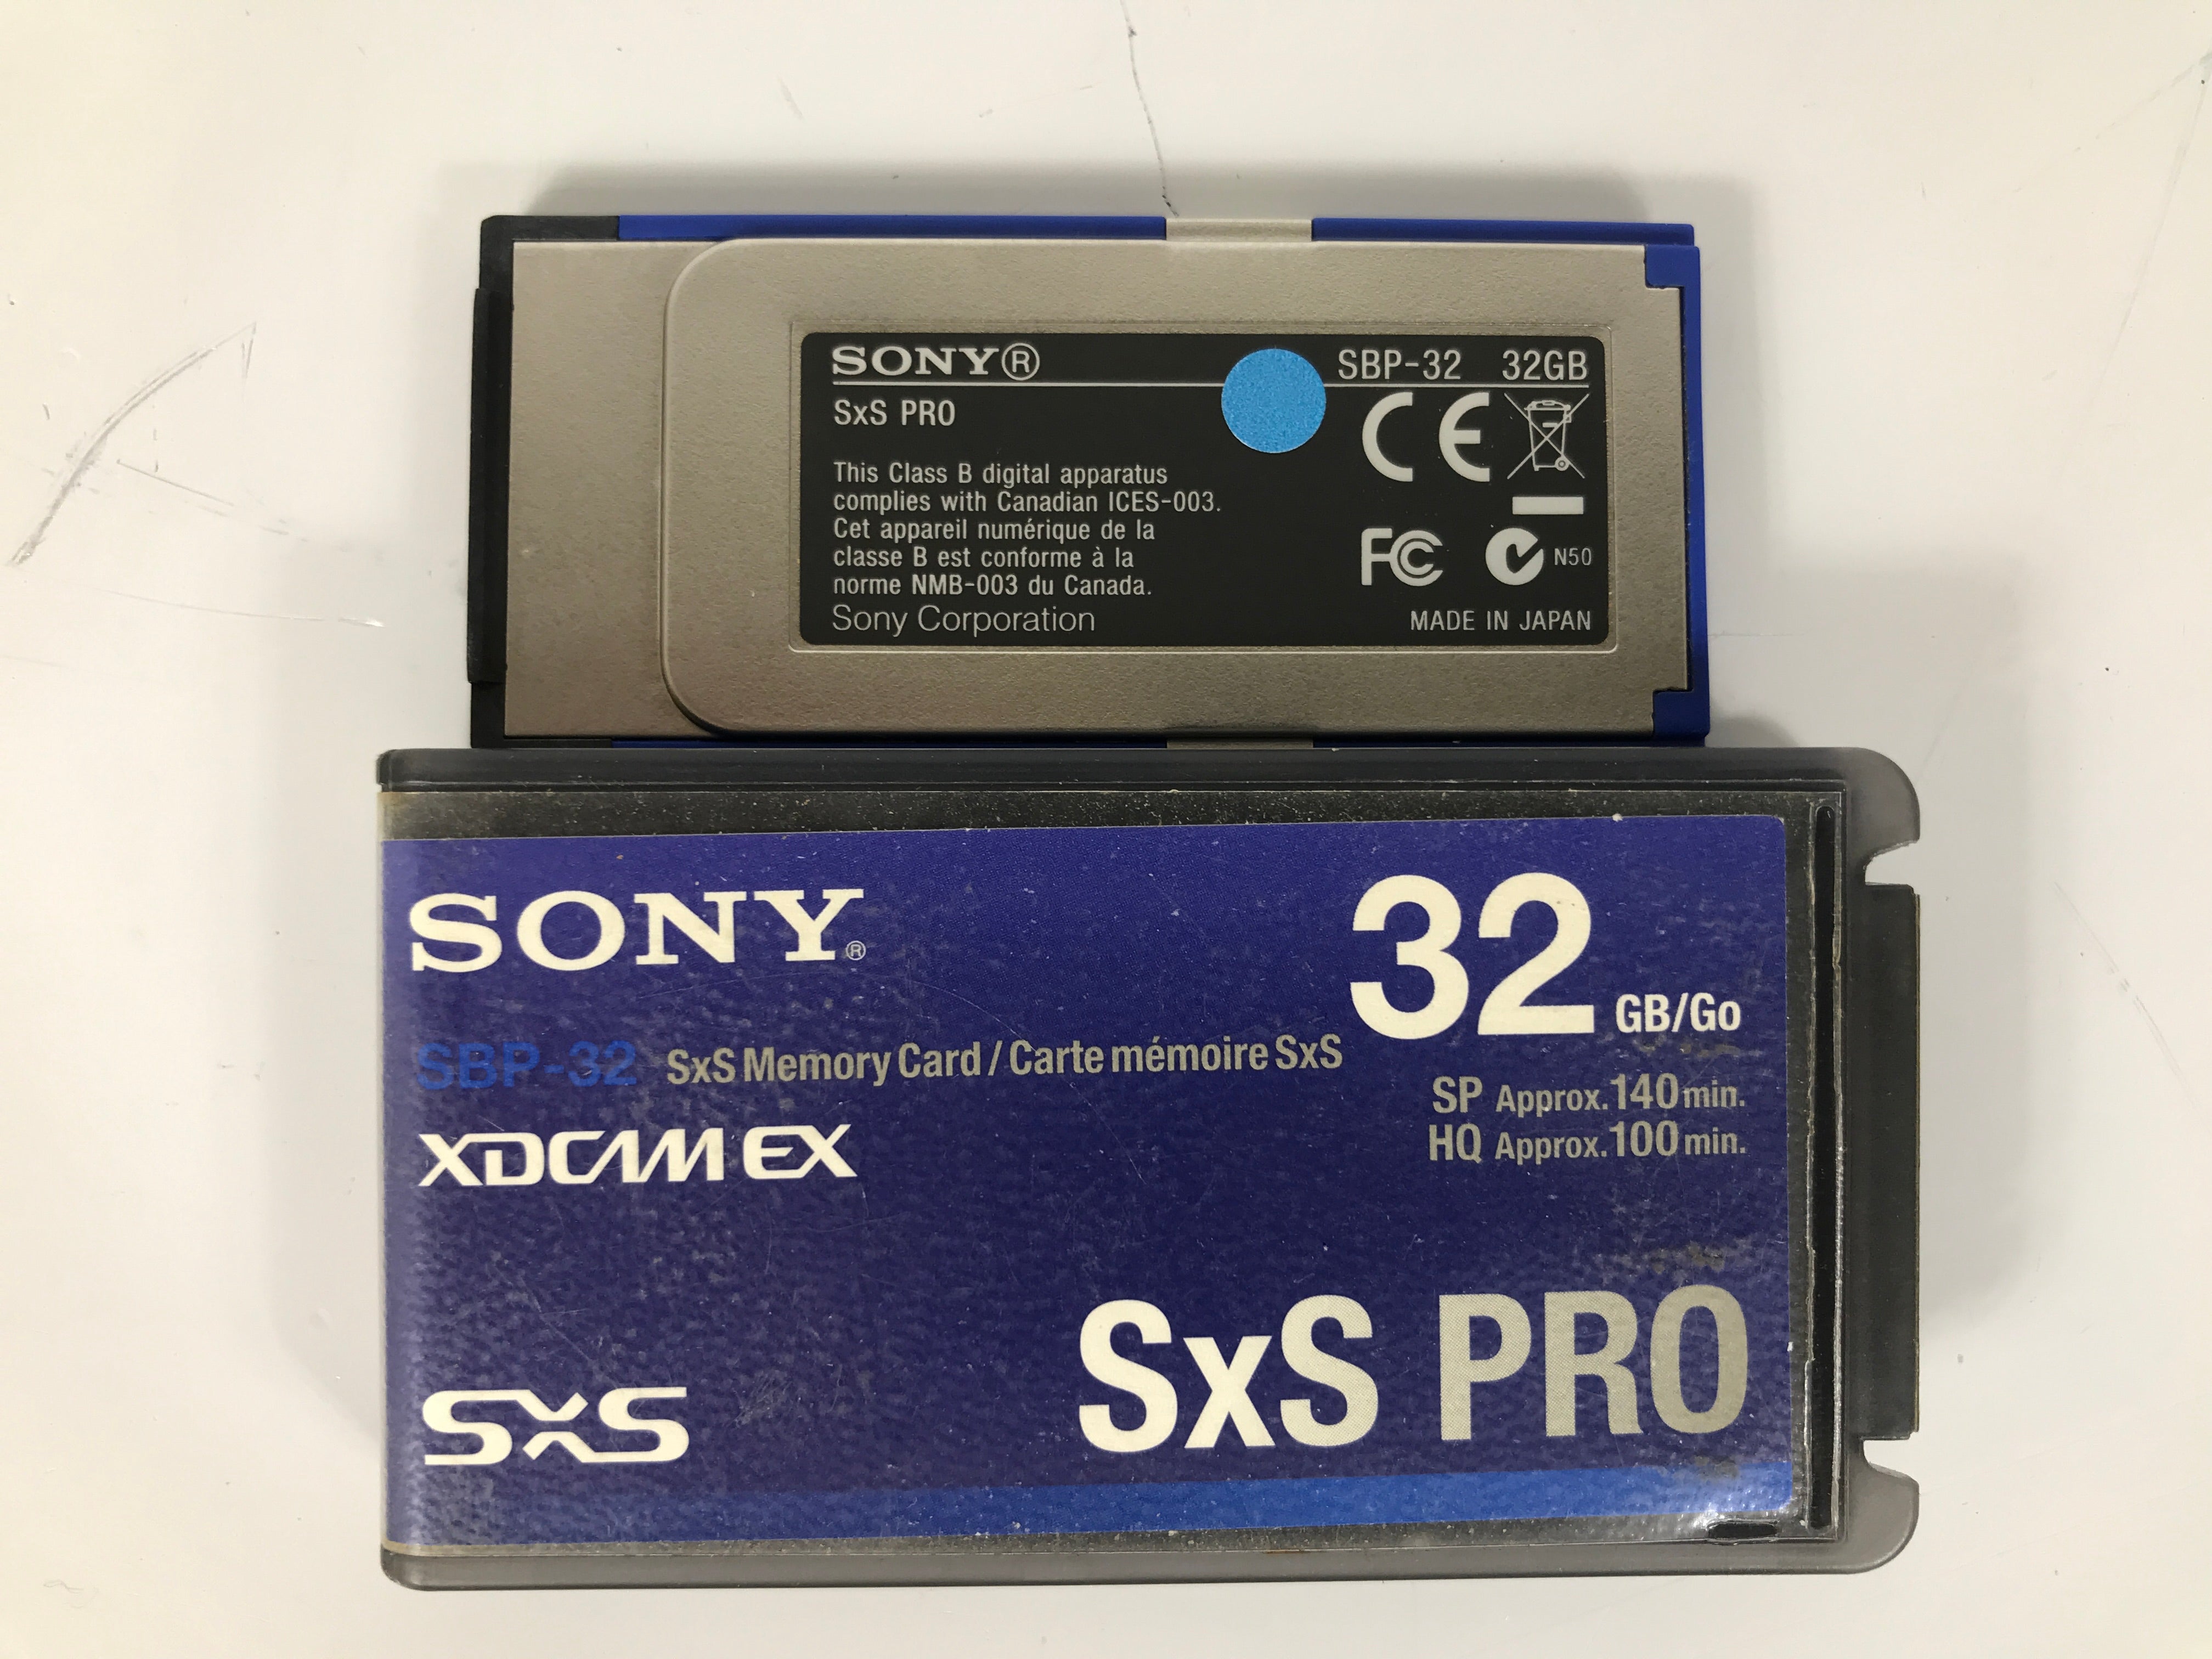 SONY®
SBP-32 32GB
SxS PRO
CE
This Class B digital apparatus
complies with Canadian ICES-003.
Cet appareil numérique de la
classe B est conforme à la
norme NMB-003 du Canada.
FC N50
Sony Corporation
MADE IN JAPAN
SONY®
32 GB/Go
SBP-32 SxS Memory Card / Carte mémoire SxS
SP Approx. 140 min.
HQ Approx. 100 min.
XDCAM EX
SxS
SxS PRO